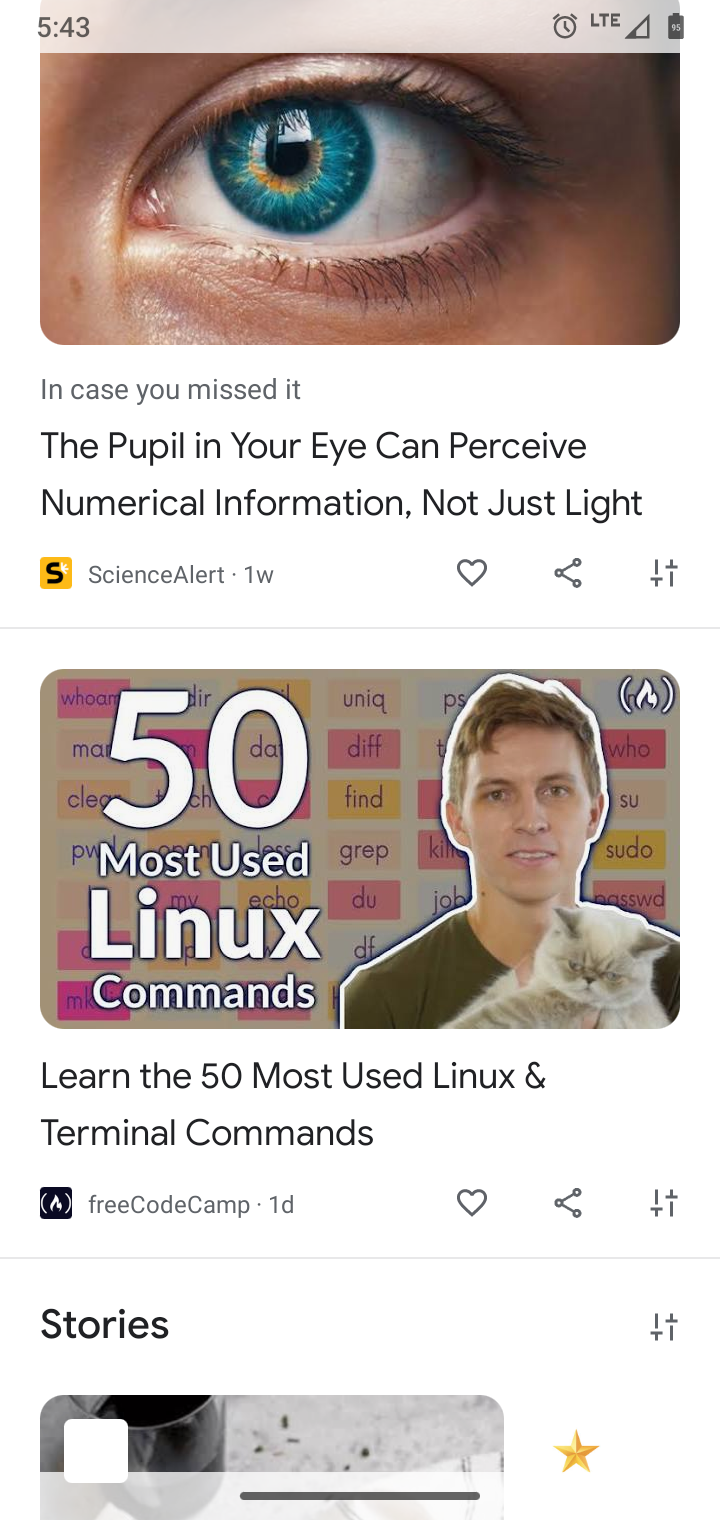 5:43
LTE
95
In case you missed it
The Pupil in Your Eye Can Perceive
Numerical Information, Not Just Light
ScienceAlert · 1w
50
Most Used
Linux
Commands
uniq
diff
who
find
su
grep
sudo
echo
du
passwd
df
Learn the 50 Most Used Linux &
Terminal Commands
freeCodeCamp · 1d
Stories